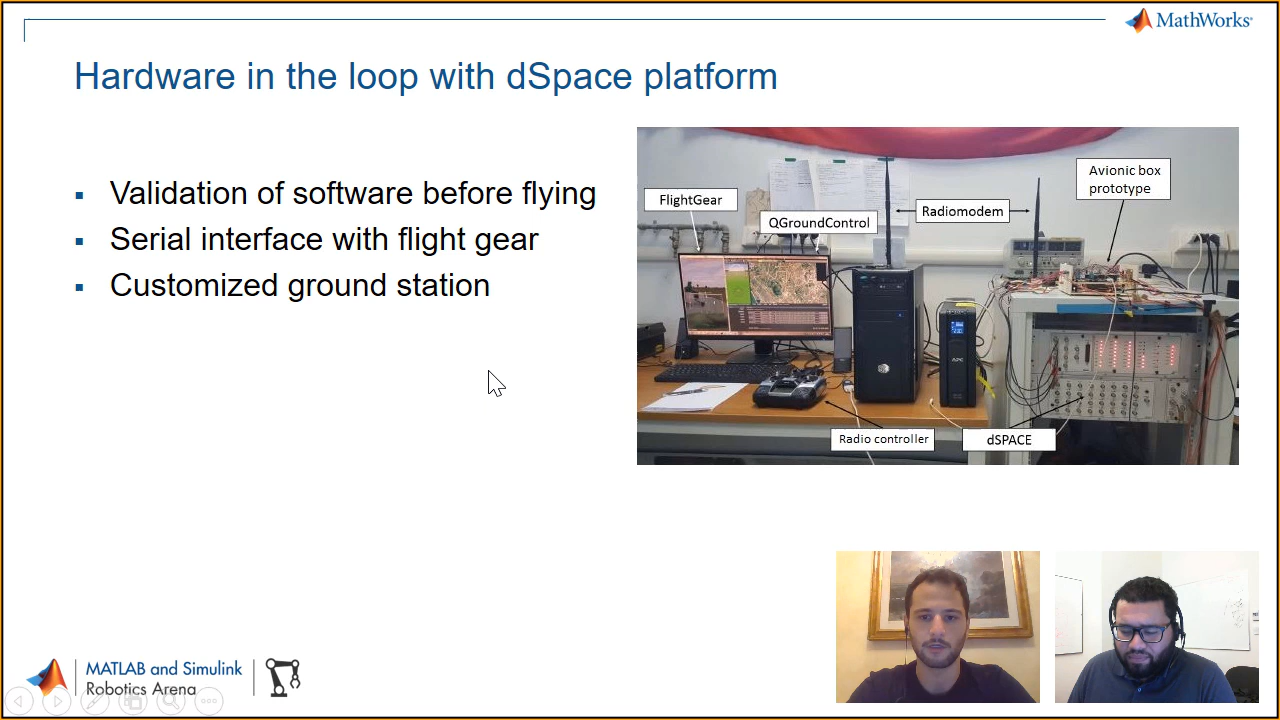 MathWorks®
Hardware in the loop with dSpace platform
Validation of software before flying
Serial interface with flight gear
Customized ground station
FlightGear
QGroundControl
Radiomodem
Avionic box
prototype
APC
Radio controller
dSPACE
MATLAB and Simulink
Robotics Arena